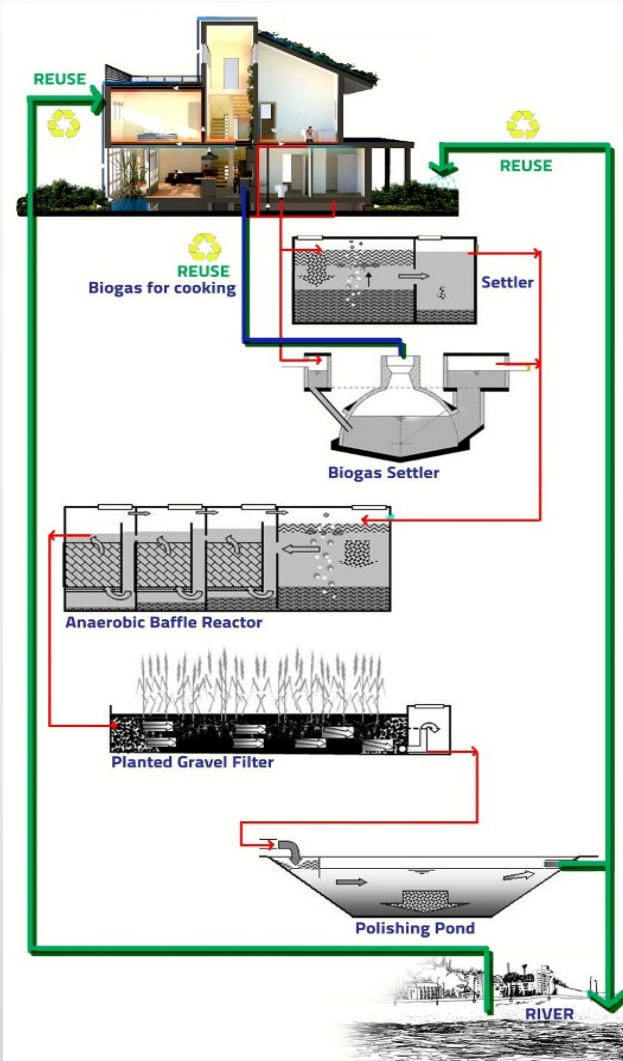 REUSE
REUSE
REUSE
Biogas for cooking
Settler
Biogas Settler
Anaerobic Baffle Reactor
Planted Gravel Filter
Polishing Pond
RIVER